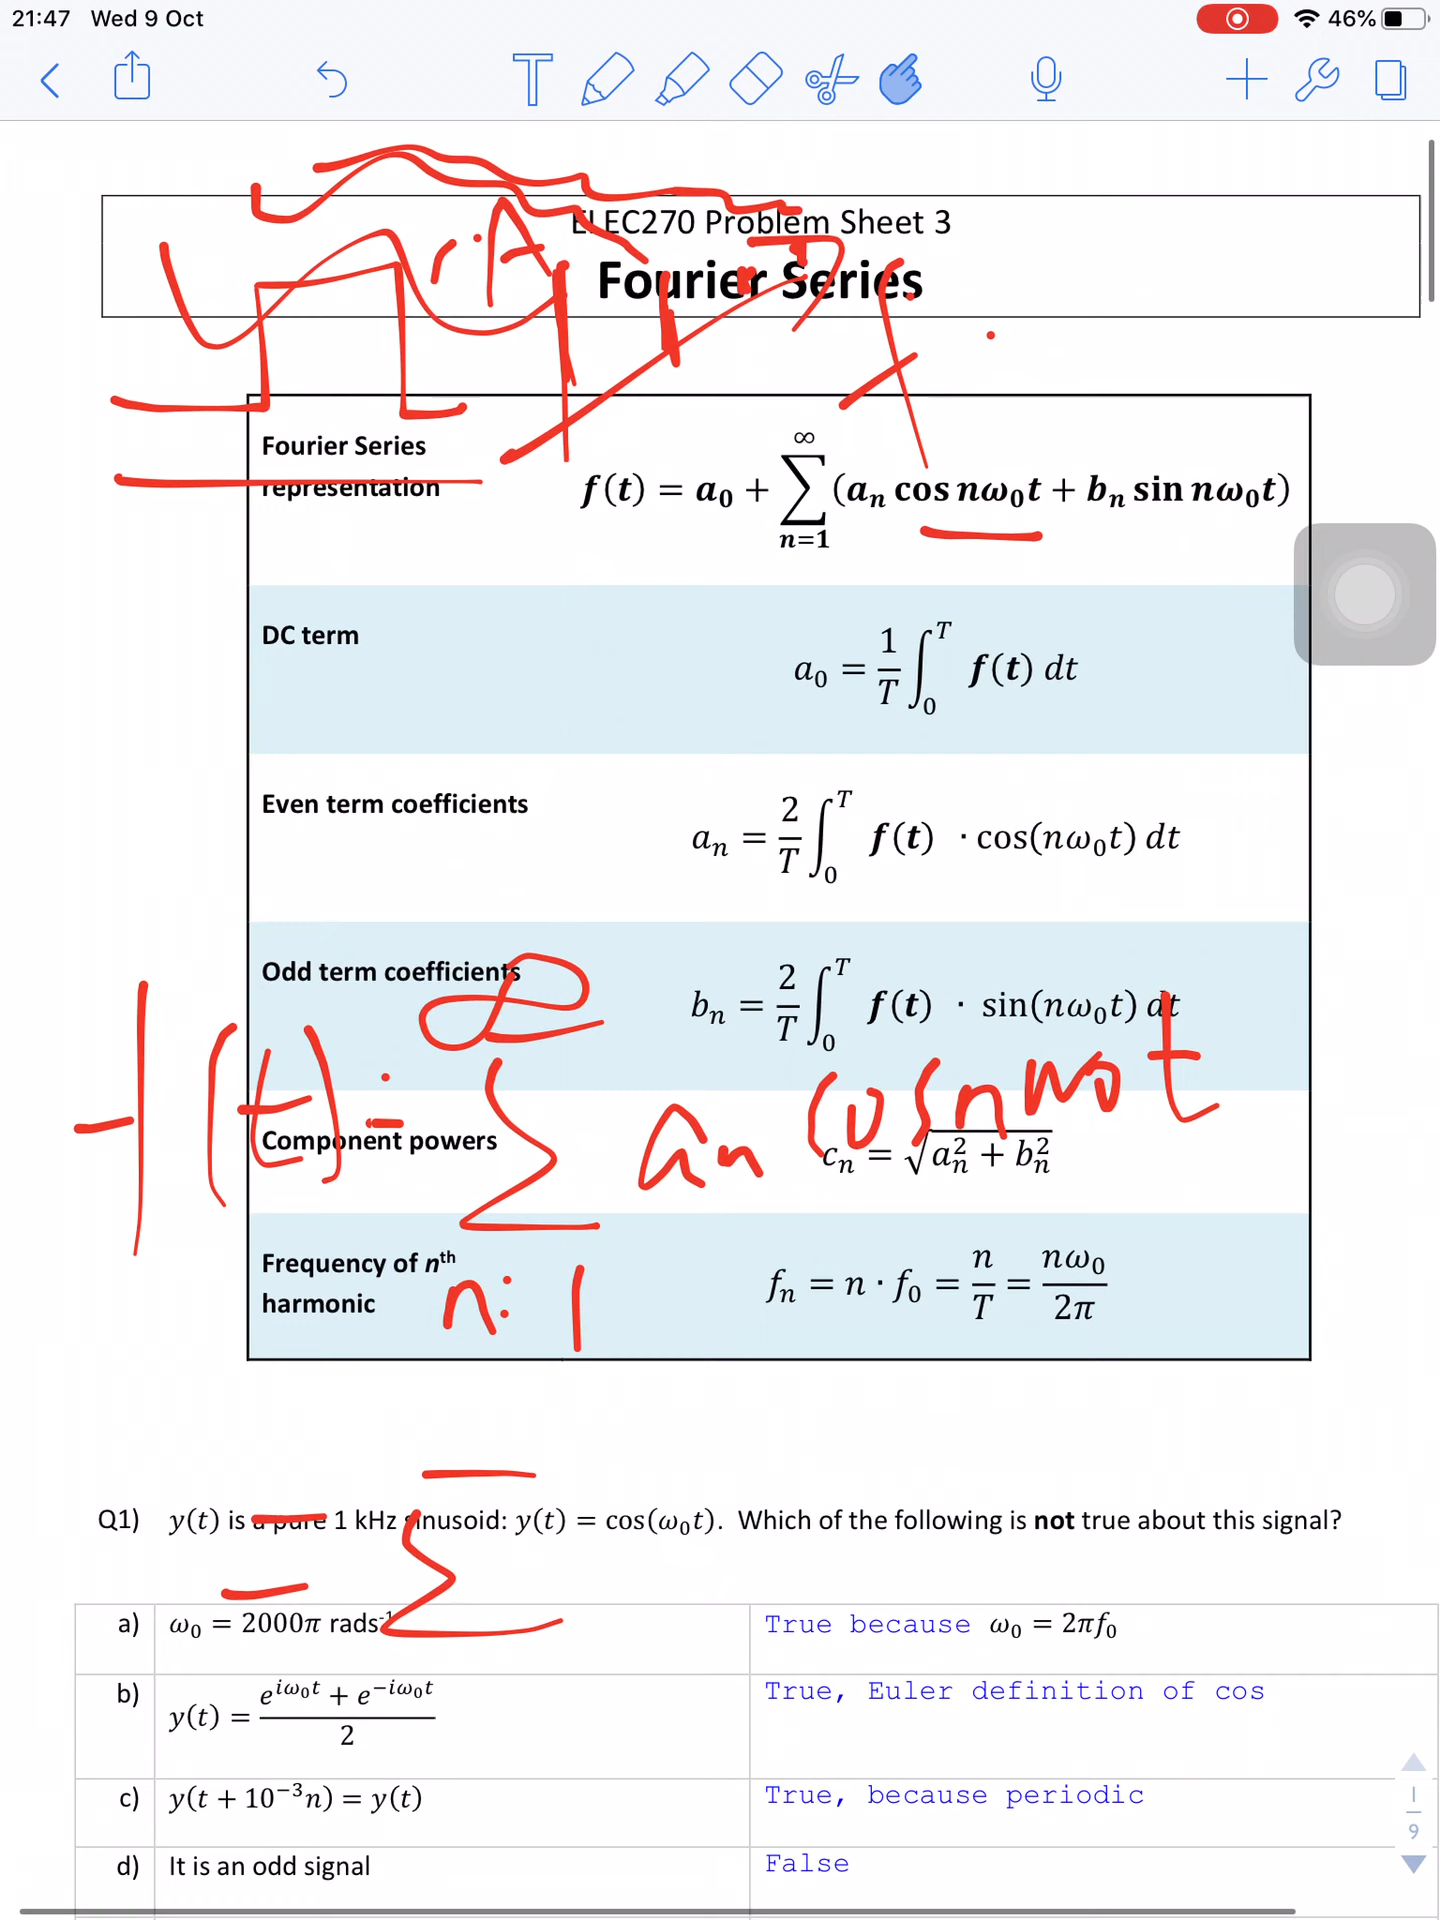 21:47 Wed 9 Oct 46%
ELEC270 Problem Sheet 3
Fourier Series
Fourier Series
representation
f(t) = a₀ + ∑ₙ₌₁^∞ (aₙ cos nω₀t + bₙ sin nω₀t)
DC term
a₀ = 1/T ∫₀ᵀ f(t) dt
Even term coefficients
aₙ = 2/T ∫₀ᵀ f(t) · cos(nω₀t) dt
Odd term coefficients
bₙ = 2/T ∫₀ᵀ f(t) · sin(nω₀t) dt
∞
f(t) = ∑ an cosnwot
n=1
Component powers
cₙ = √(aₙ² + bₙ²)
Frequency of nth
harmonic
fₙ = n · f₀ = n/T = nω₀/2π
= ∑
Q1) y(t) is a pure 1 kHz sinusoid: y(t) = cos(ω₀t). Which of the following is not true about this signal?
a) ω₀ = 2000π rads⁻¹ True because ω₀ = 2πf₀
b) y(t) = (e^(iω₀t) + e^(−iω₀t))/2 True, Euler definition of cos
c) y(t + 10⁻³n) = y(t) True, because periodic
d) It is an odd signal False
1
9